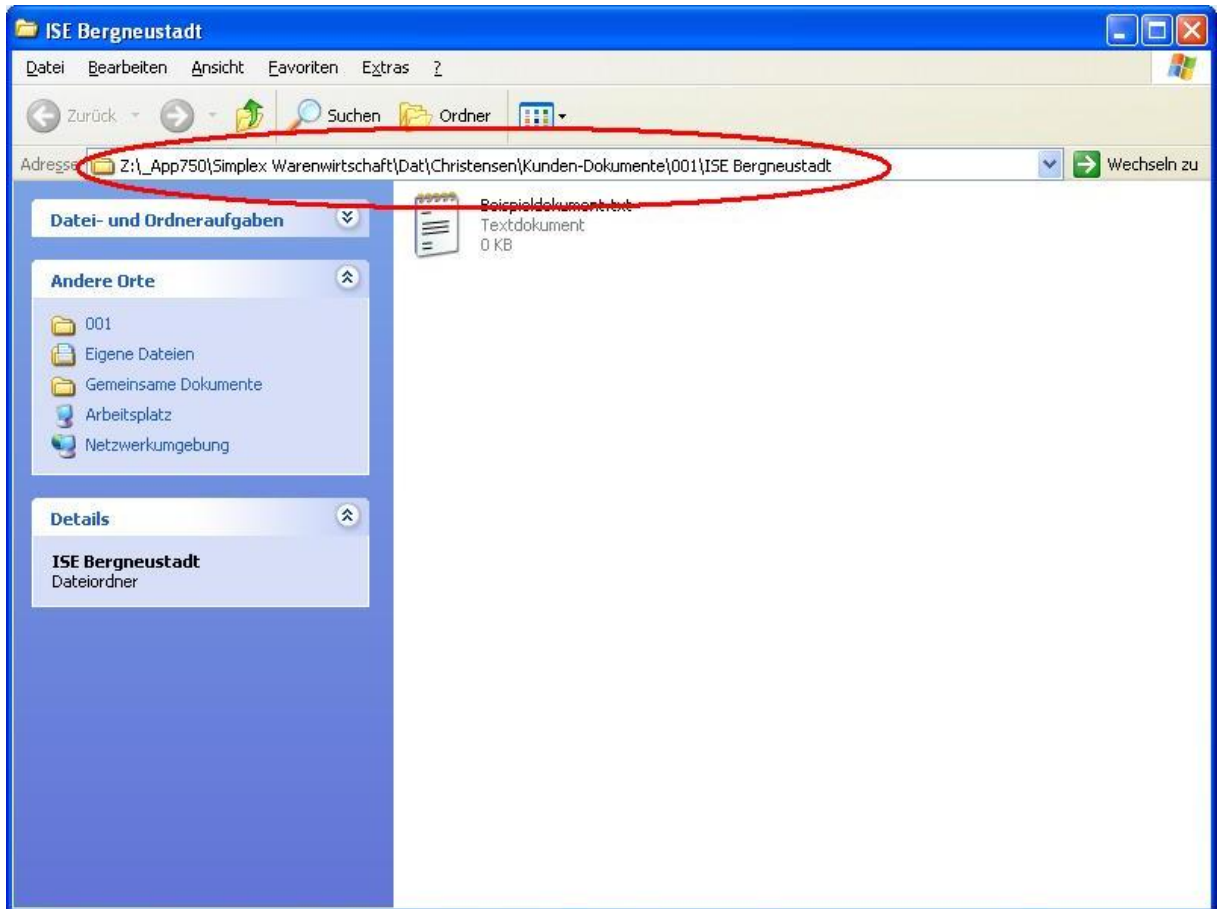 ISE Bergneustadt
Datei Bearbeiten Ansicht Favoriten Extras ?
Zurück Suchen Ordner
Adresse Z:\_App750\Simplex Warenwirtschaft\Dat\Christensen\Kunden-Dokumente\001\ISE Bergneustadt Wechseln zu
Datei- und Ordneraufgaben
Andere Orte
001
Eigene Dateien
Gemeinsame Dokumente
Arbeitsplatz
Netzwerkumgebung
Details
ISE Bergneustadt
Dateiordner
Beispieldokument.txt
Textdokument
0 KB